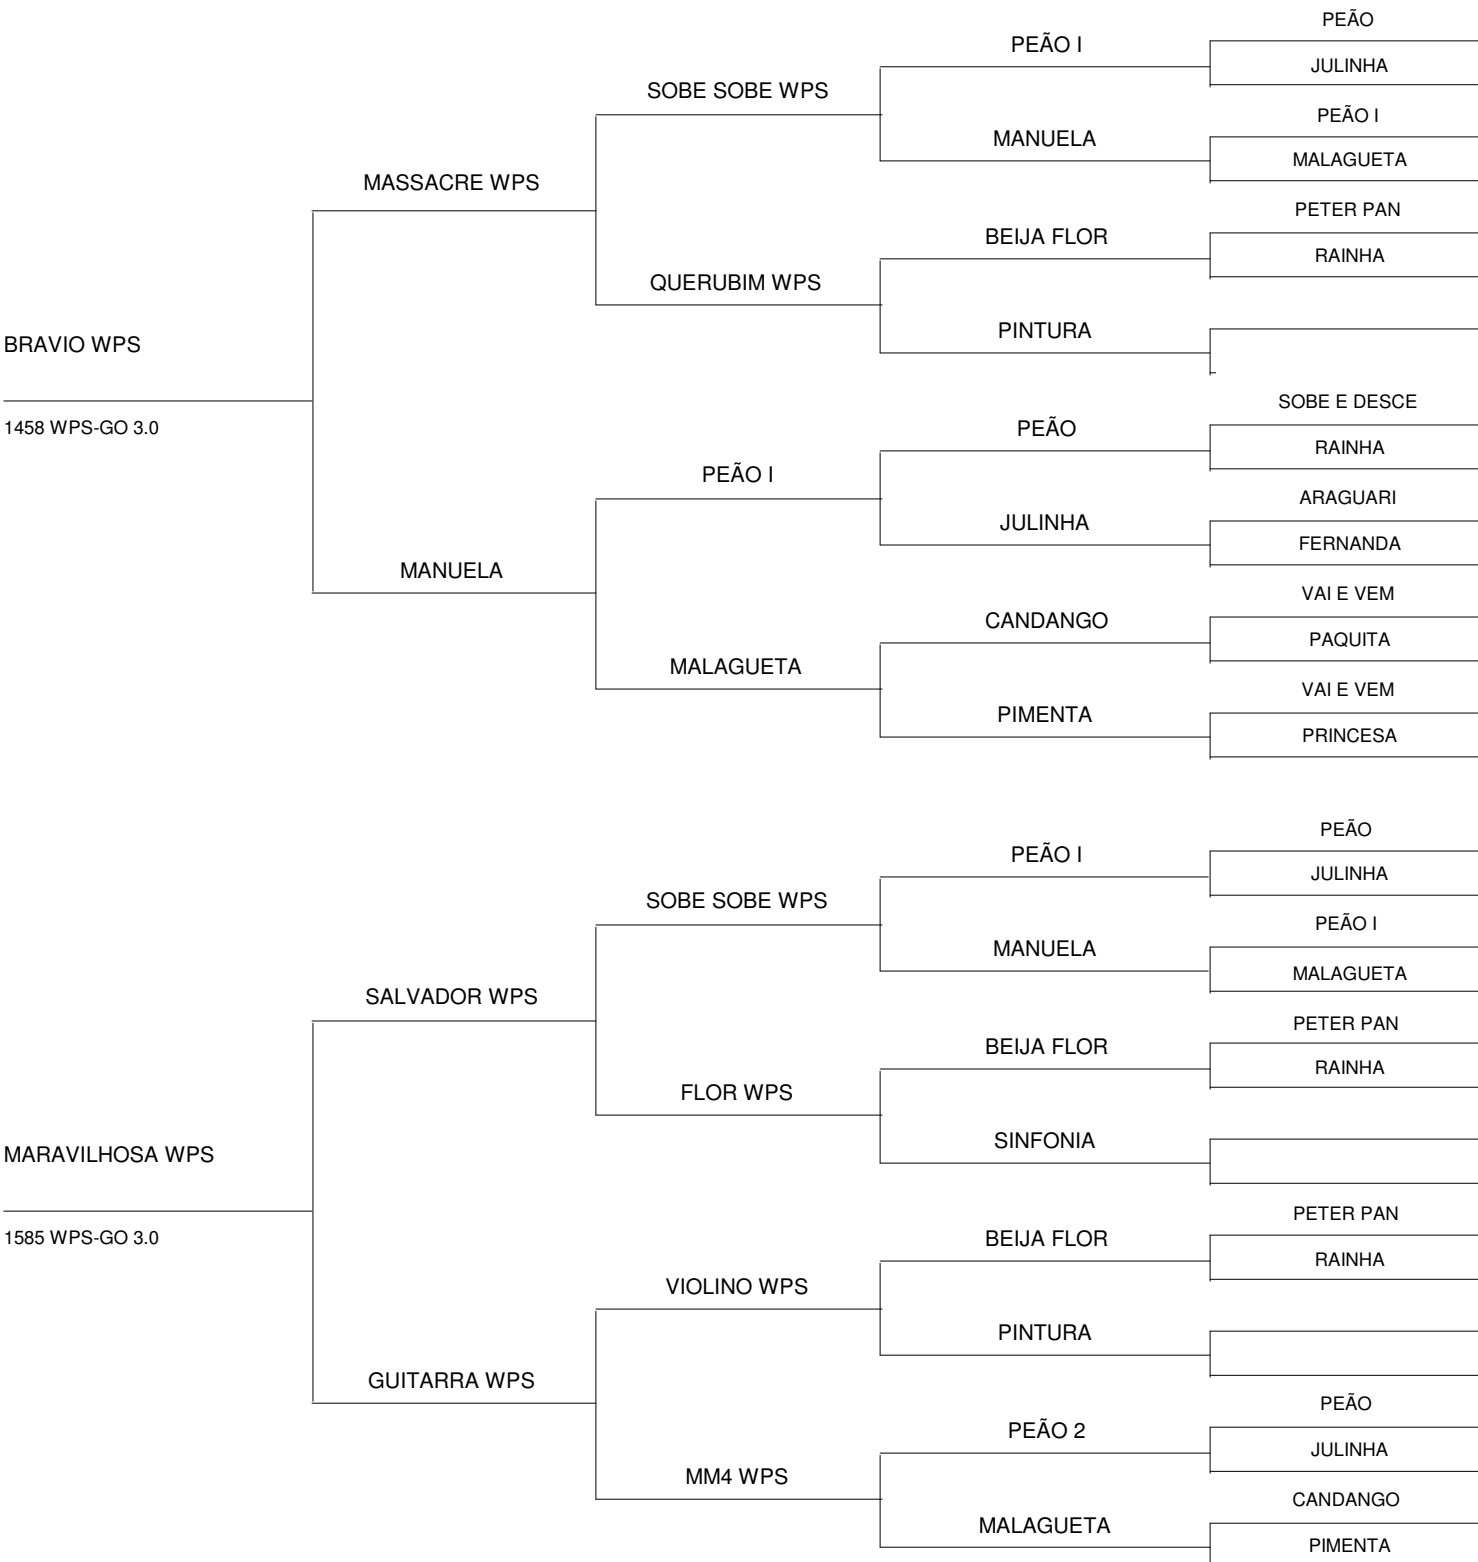 PEÃO
PEÃO I
JULINHA
SOBE SOBE WPS
PEÃO I
MANUELA
MALAGUETA
MASSACRE WPS
PETER PAN
BEIJA FLOR
RAINHA
QUERUBIM WPS
PINTURA
BRAVIO WPS
SOBE E DESCE
1458 WPS-GO 3.0
PEÃO
RAINHA
PEÃO I
ARAGUARI
JULINHA
FERNANDA
MANUELA
VAI E VEM
CANDANGO
PAQUITA
MALAGUETA
VAI E VEM
PIMENTA
PRINCESA
PEÃO
PEÃO I
JULINHA
SOBE SOBE WPS
PEÃO I
MANUELA
MALAGUETA
SALVADOR WPS
PETER PAN
BEIJA FLOR
RAINHA
FLOR WPS
SINFONIA
MARAVILHOSA WPS
PETER PAN
1585 WPS-GO 3.0
BEIJA FLOR
RAINHA
VIOLINO WPS
PINTURA
GUITARRA WPS
PEÃO
PEÃO 2
JULINHA
MM4 WPS
CANDANGO
MALAGUETA
PIMENTA